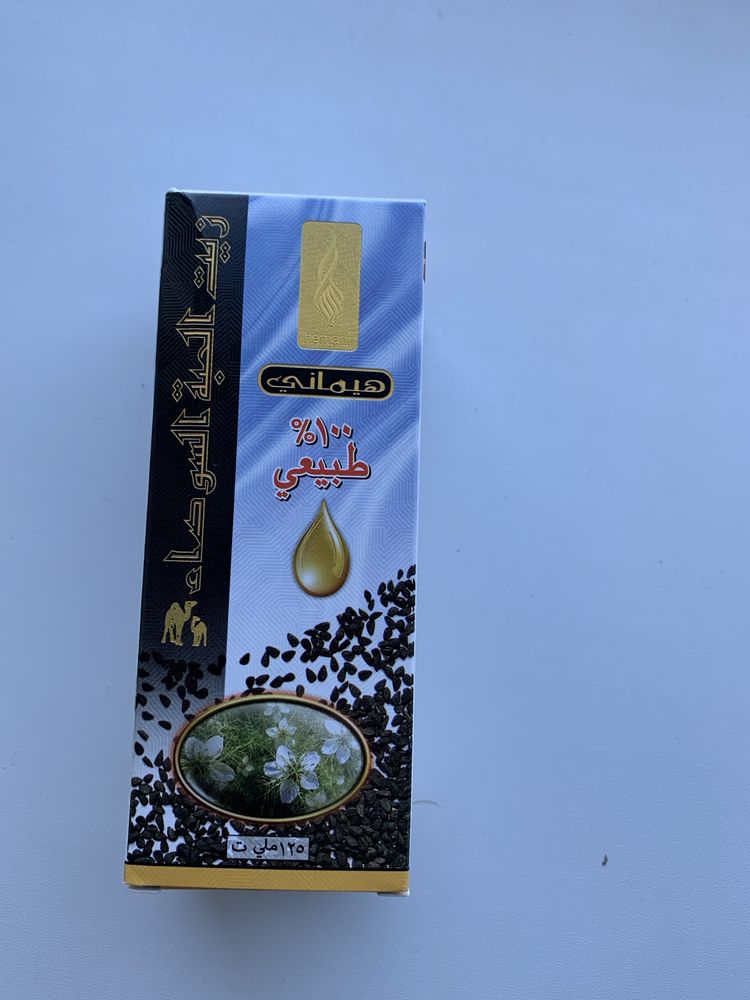 زيت الحبة السوداء
hemani
هيماني
١٠٠%
طبيعي
١٢٥ملي ت